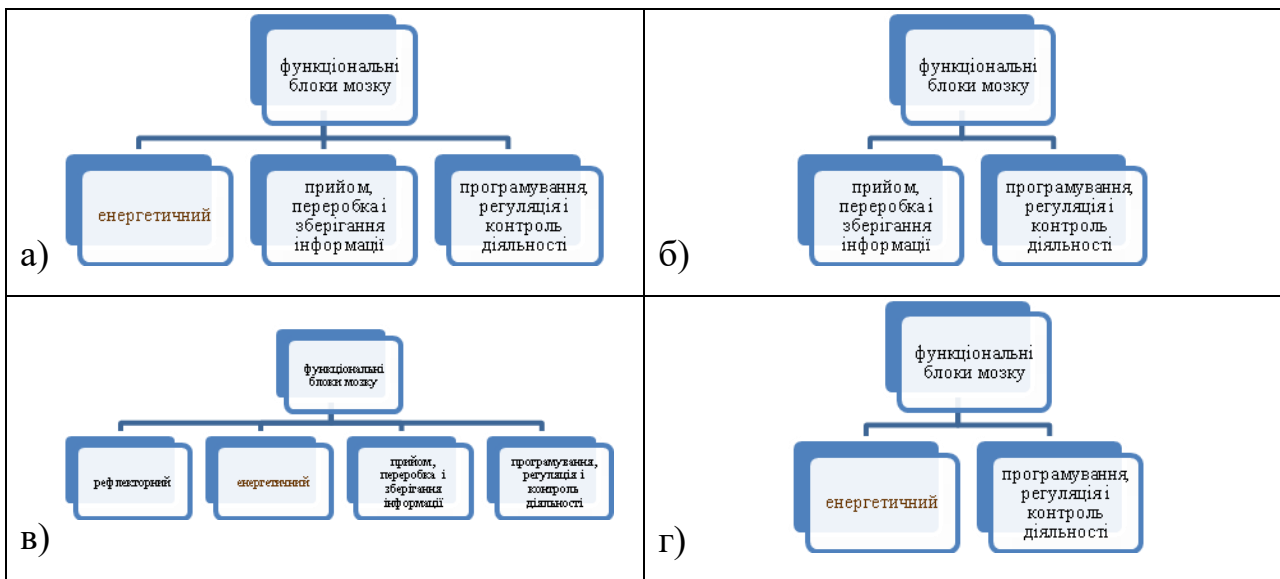 функціональні
блоки мозку
енергетичний
прийом,
переробка і
зберігання
інформації
програмування,
регуляція і
контроль
діяльності
а)
функціональні
блоки мозку
прийом,
переробка і
зберігання
інформації
програмування,
регуляція і
контроль
діяльності
б)
функціональні
блоки мозку
рефлекторний
енергетичний
прийом,
переробка і
зберігання
інформації
програмування,
регуляція і
контроль
діяльності
в)
функціональні
блоки мозку
енергетичний
програмування,
регуляція і
контроль
діяльності
г)